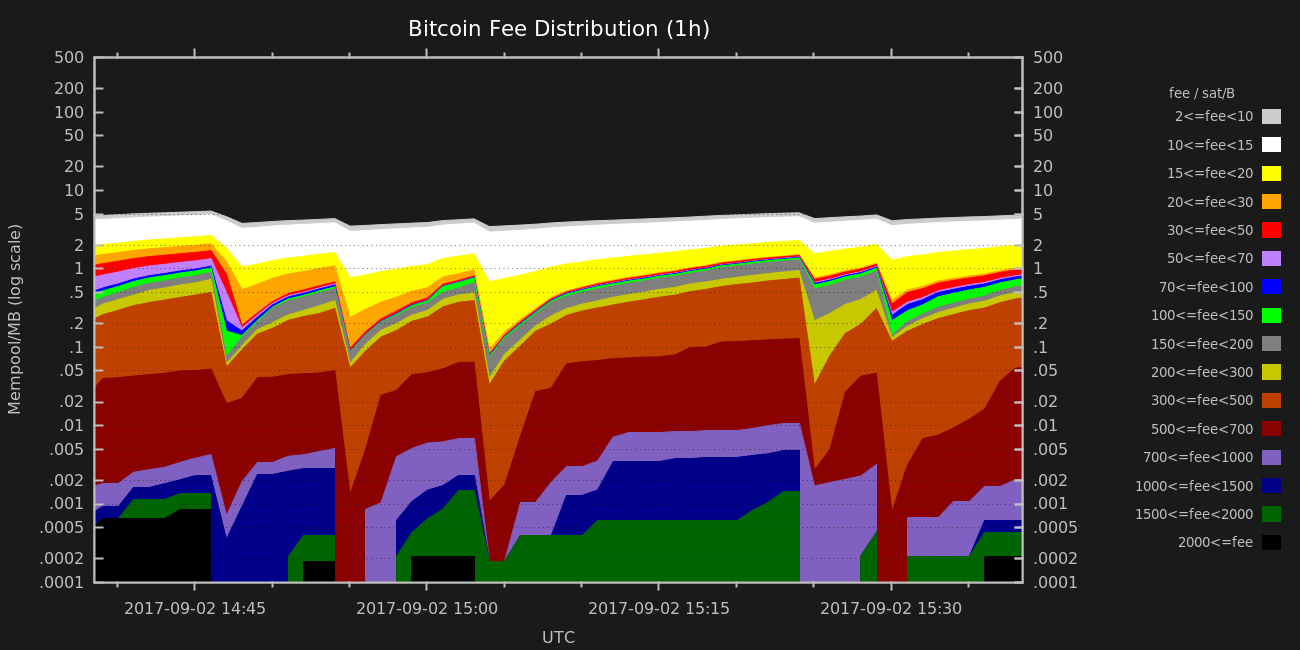 Bitcoin Fee Distribution (1h)
Mempool/MB (log scale)
500
200
100
50
20
10
5
2
1
.5
.2
.1
.05
.02
.01
.005
.002
.001
.0005
.0002
.0001
500
200
100
50
20
10
5
2
1
.5
.2
.1
.05
.02
.01
.005
.002
.001
.0005
.0002
.0001
2017-09-02 14:45
2017-09-02 15:00
2017-09-02 15:15
2017-09-02 15:30
UTC
fee / sat/B
2<=fee<10
10<=fee<15
15<=fee<20
20<=fee<30
30<=fee<50
50<=fee<70
70<=fee<100
100<=fee<150
150<=fee<200
200<=fee<300
300<=fee<500
500<=fee<700
700<=fee<1000
1000<=fee<1500
1500<=fee<2000
2000<=fee